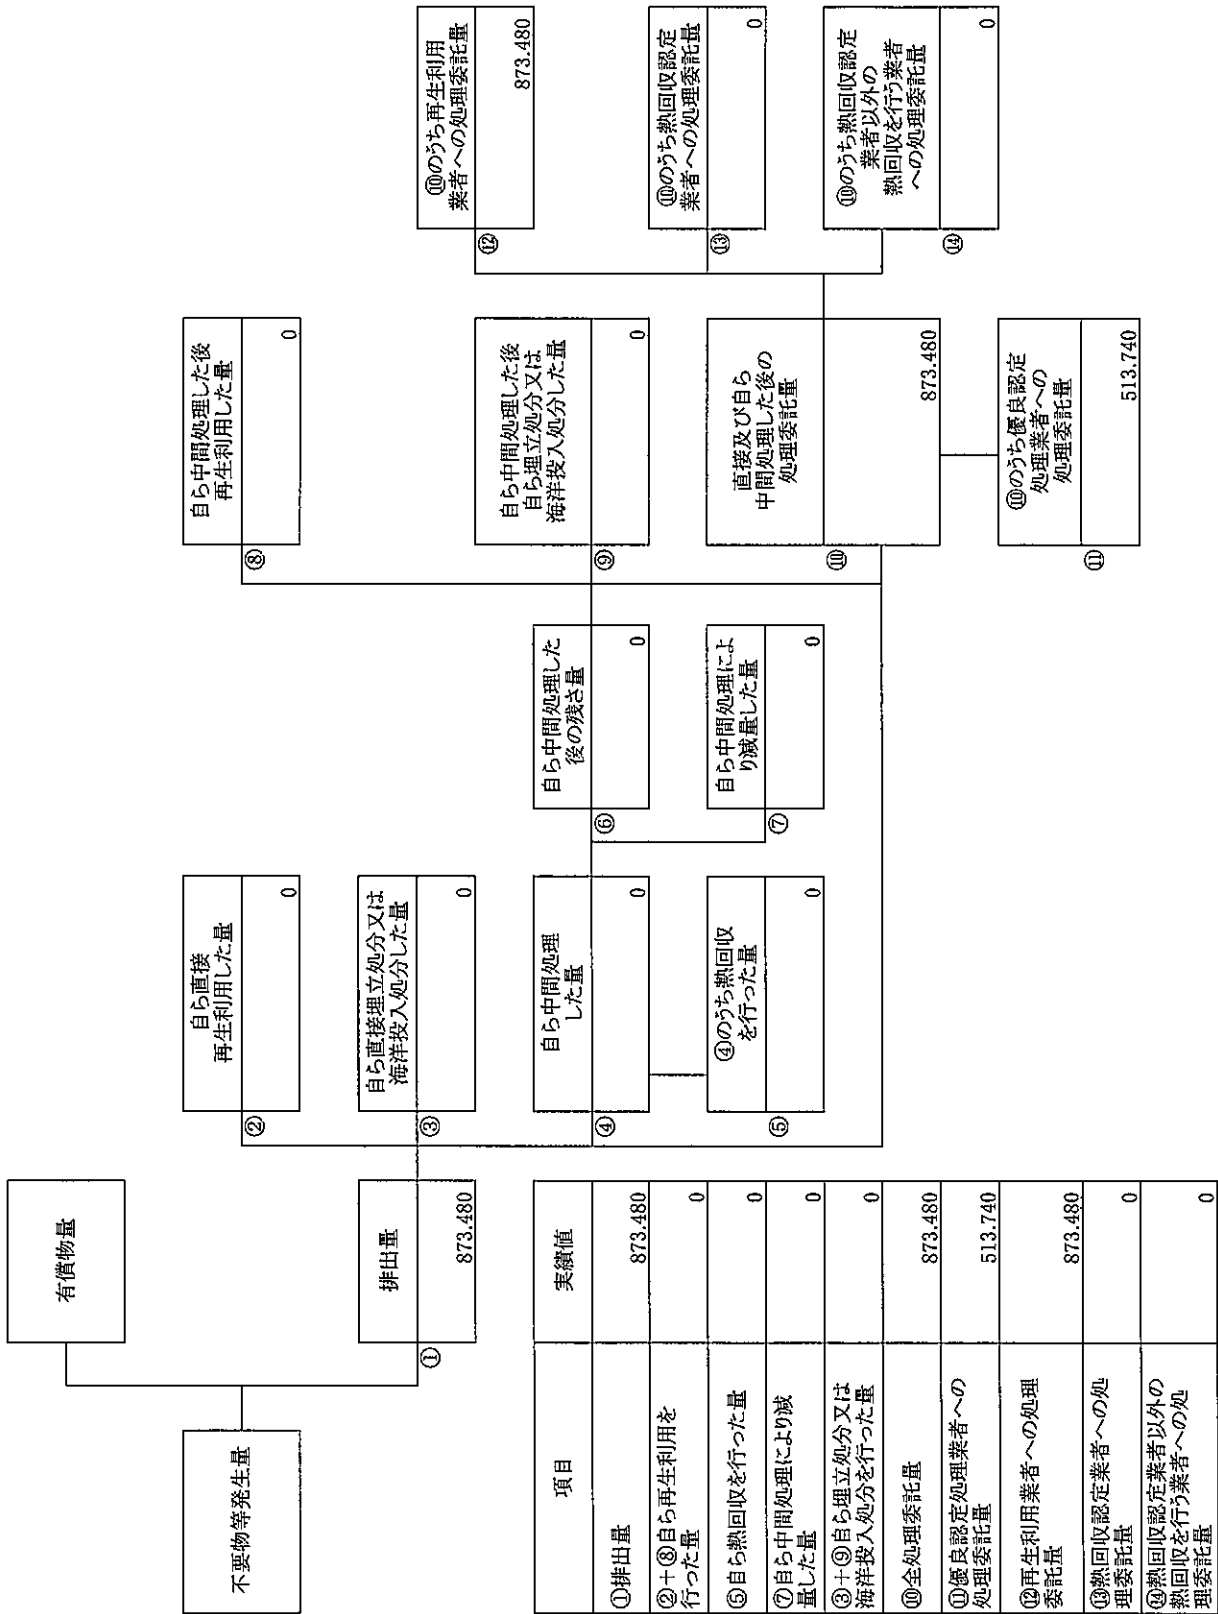 不要物等発生量
有償物量
①
排出量
873.480
②
自ら直接
再生利用した量
0
③
自ら直接埋立処分又は
海洋投入処分した量
0
④
自ら中間処理
した量
0
⑤
④のうち熱回収
を行った量
0
⑥
自ら中間処理した
後の残さ量
0
⑦
自ら中間処理によ
り減量した量
0
⑧
自ら中間処理した後
再生利用した量
0
⑨
自ら中間処理した後
自ら埋立処分又は
海洋投入処分した量
0
⑩
直接及び自ら
中間処理した後の
処理委託量
873.480
⑪
⑩のうち優良認定
処理業者への
処理委託量
513.740
⑫
⑩のうち再生利用
業者への処理委託量
873.480
⑬
⑩のうち熱回収認定
業者への処理委託量
0
⑭
⑩のうち熱回収認定
業者以外の
熱回収を行う業者
への処理委託量
0
項目 実績値
①排出量 873.480
②+⑧自ら再生利用を
行った量 0
⑤自ら熱回収を行った量 0
⑦自ら中間処理により減
量した量 0
③+⑨自ら埋立処分又は
海洋投入処分を行った量 0
⑩全処理委託量 873.480
⑪優良認定処理業者への
処理委託量 513.740
⑫再生利用業者への処理
委託量 873.480
⑬熱回収認定業者への処
理委託量 0
⑭熱回収認定業者以外の
熱回収を行う業者への処
理委託量 0